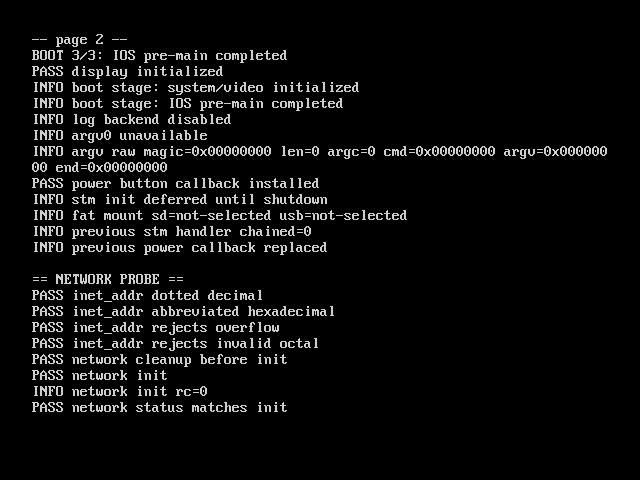 -- page 2 --
BOOT 3/3: IOS pre-main completed
PASS display initialized
INFO boot stage: system/video initialized
INFO boot stage: IOS pre-main completed
INFO log backend disabled
INFO argv0 unavailable
INFO argv raw magic=0x00000000 len=0 argc=0 cmd=0x00000000 argv=0x000000
00 end=0x00000000
PASS power button callback installed
INFO stm init deferred until shutdown
INFO fat mount sd=not-selected usb=not-selected
INFO previous stm handler chained=0
INFO previous power callback replaced
== NETWORK PROBE ==
PASS inet_addr dotted decimal
PASS inet_addr abbreviated hexadecimal
PASS inet_addr rejects overflow
PASS inet_addr rejects invalid octal
PASS network cleanup before init
PASS network init
INFO network init rc=0
PASS network status matches init